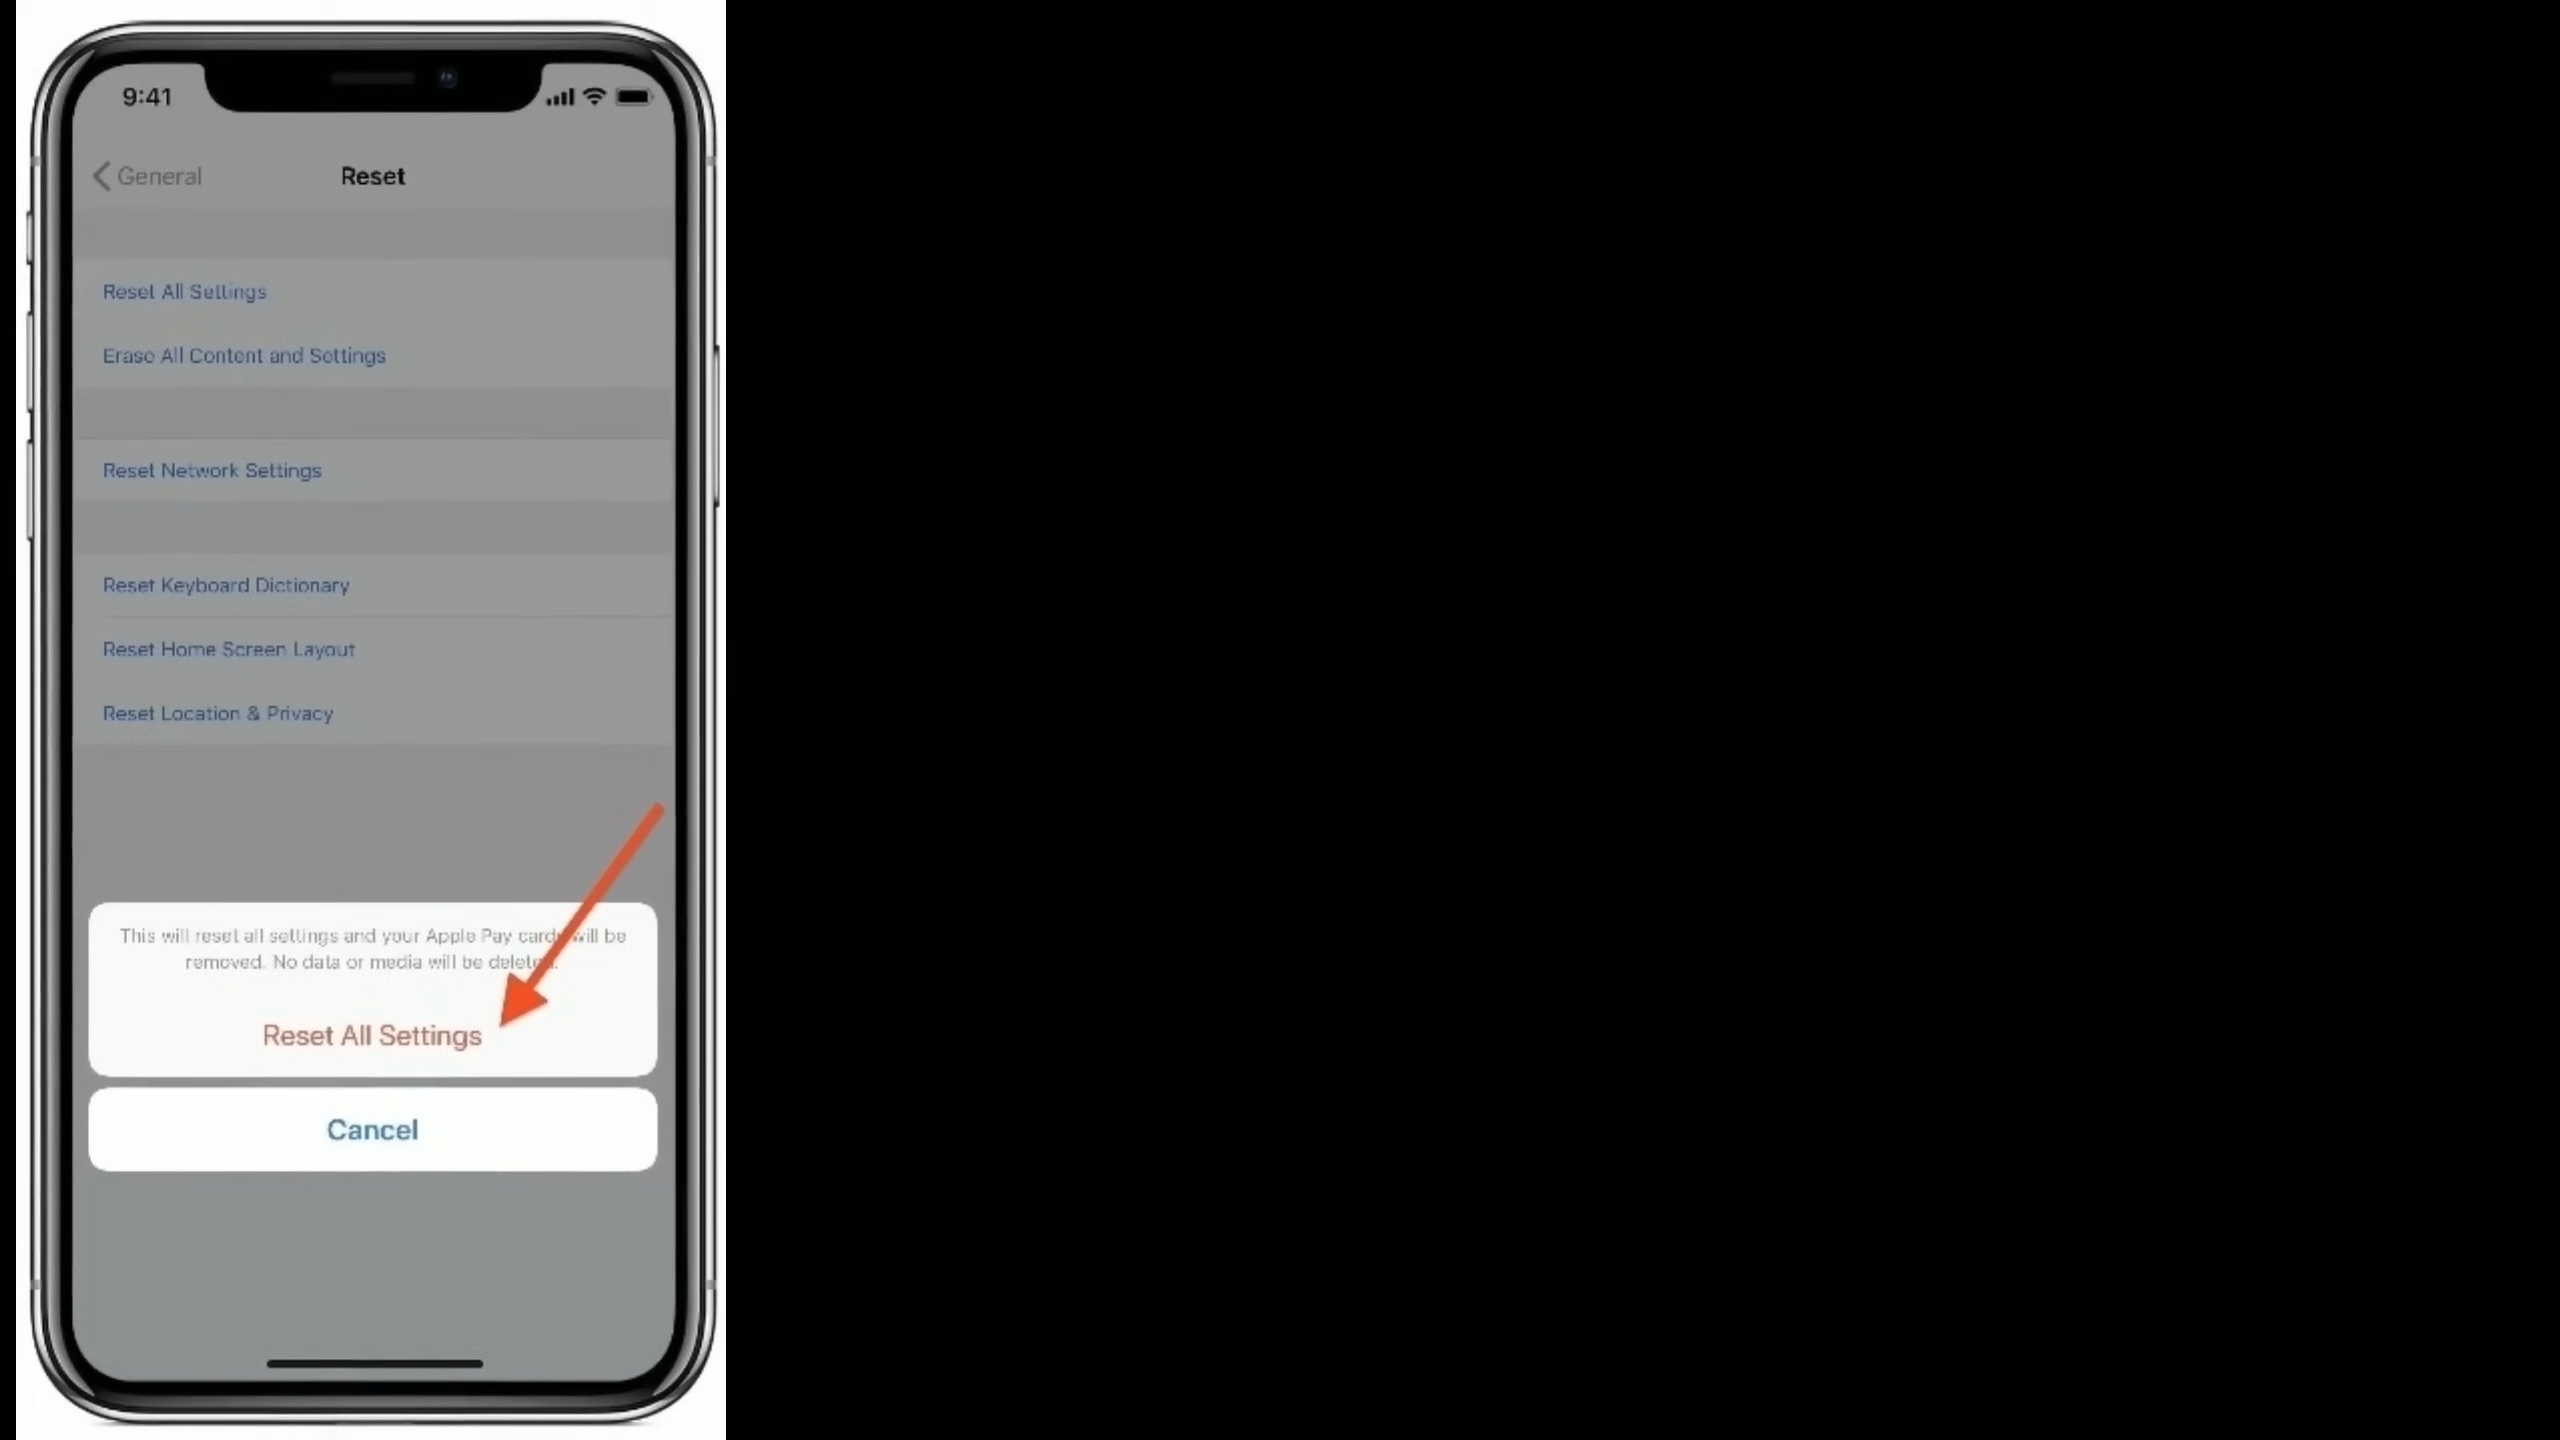 9:41
General
Reset
Reset All Settings
Erase All Content and Settings
Reset Network Settings
Reset Keyboard Dictionary
Reset Home Screen Layout
Reset Location & Privacy
This will reset all settings and your Apple Pay cards will be
removed. No data or media will be deleted.
Reset All Settings
Cancel